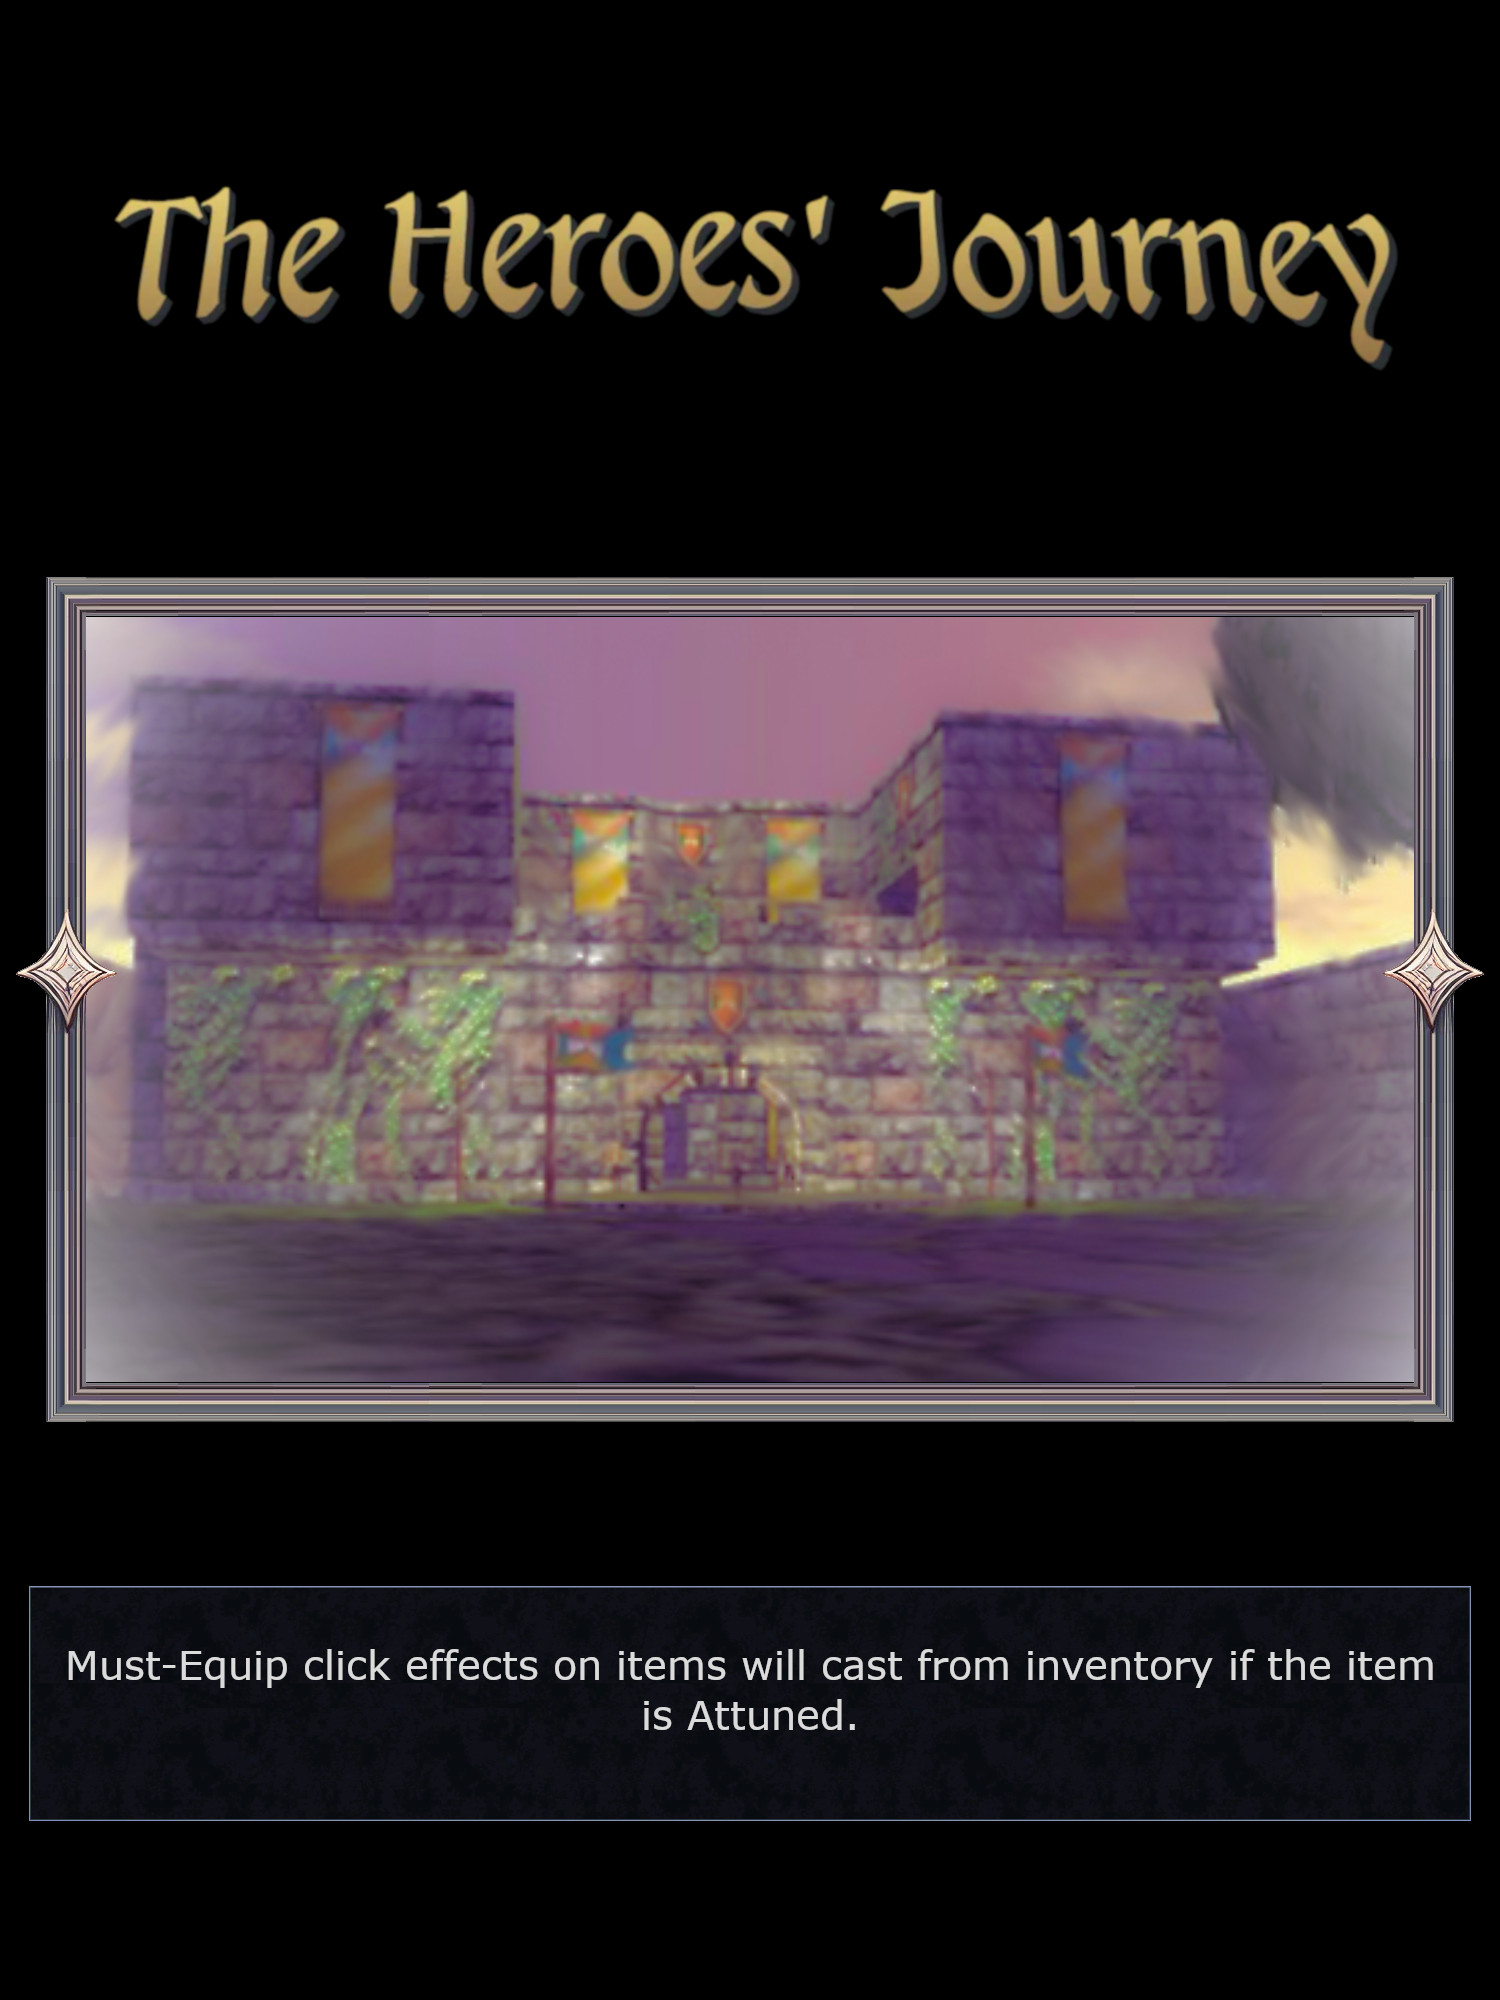 The Heroes' Journey
Must-Equip click effects on items will cast from inventory if the item
is Attuned.